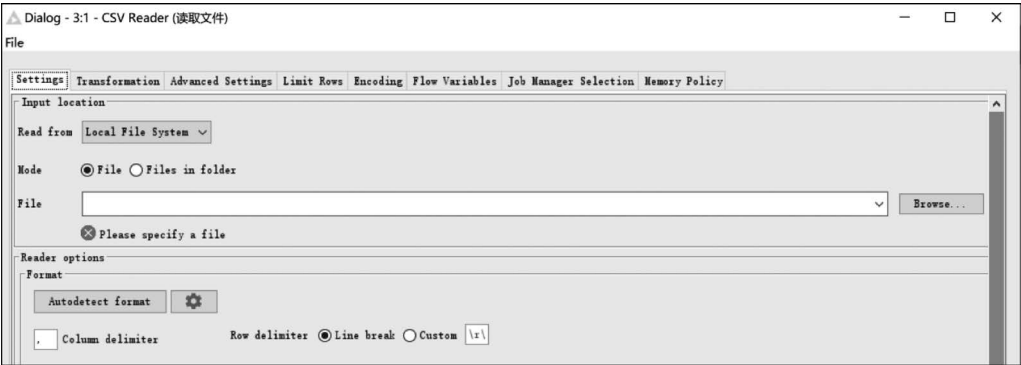 Dialog - 3:1 - CSV Reader (读取文件)
File
Settings Transformation Advanced Settings Limit Rows Encoding Flow Variables Job Manager Selection Memory Policy
Input location
Read from Local File System
Mode File Files in folder
File Browse...
Please specify a file
Reader options
Format
Autodetect format
, Column delimiter Row delimiter Line break Custom \r\